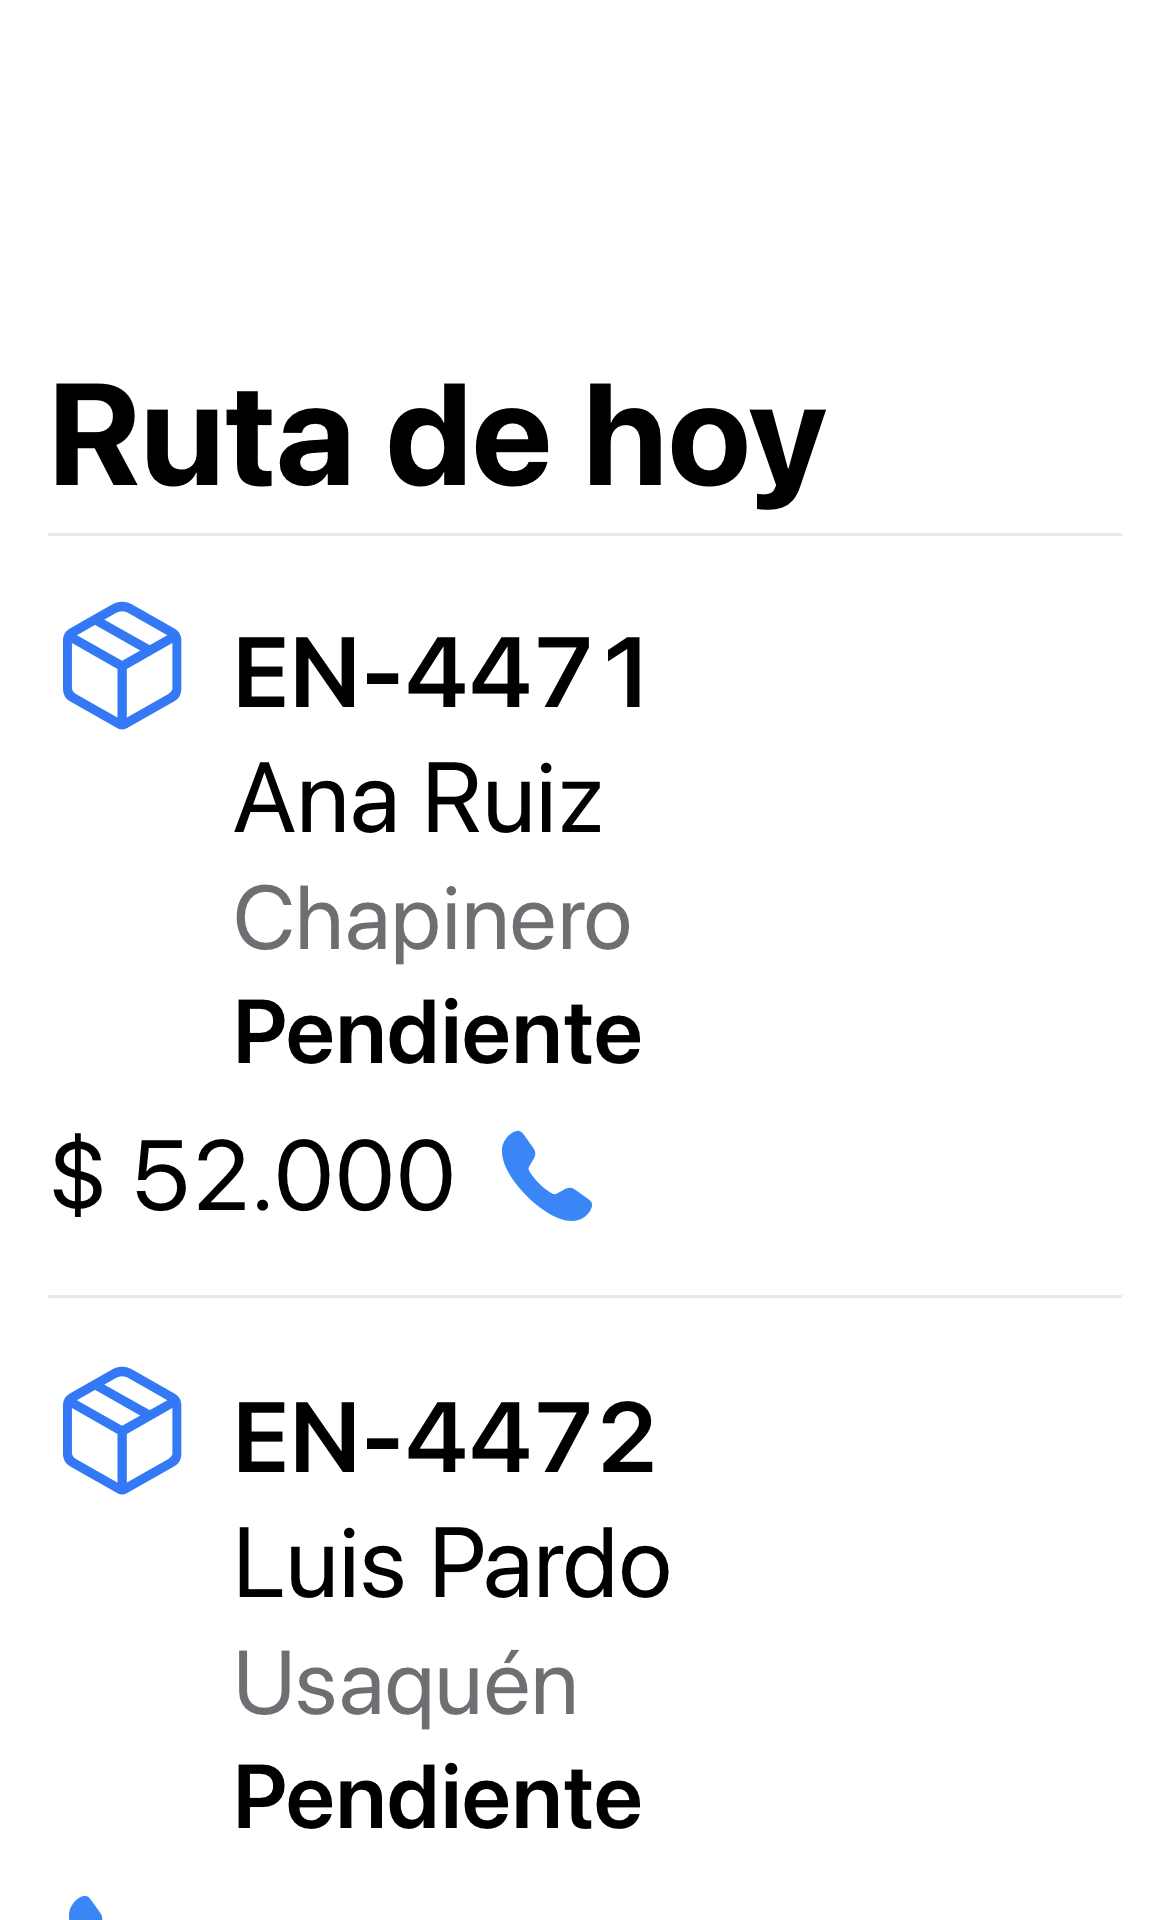 Ruta de hoy
EN-4471
Ana Ruiz
Chapinero
Pendiente
$ 52.000
EN-4472
Luis Pardo
Usaquén
Pendiente